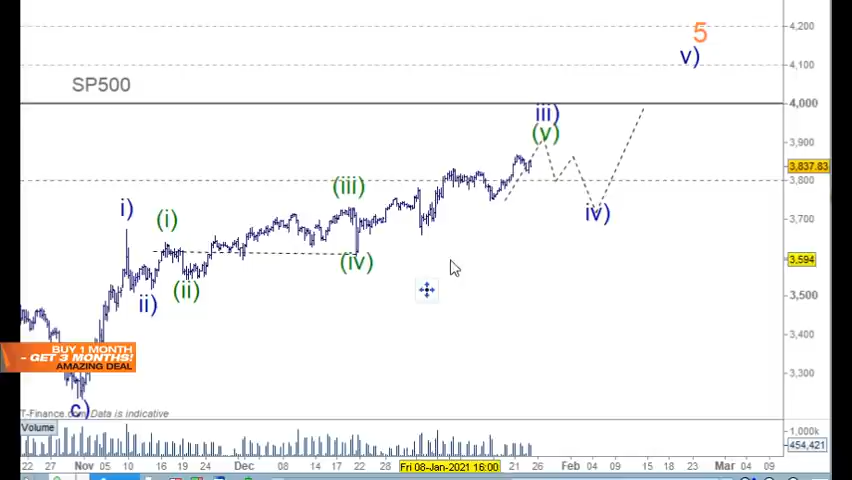 4,200
5
v)
4,100
SP500
4,000
iii)
(v)
3,900
3,837.83
3,800
(iii)
i)
(i)
iv)
3,700
(iv)
3,594
(ii)
ii)
3,500
BUY 1 MONTH
- GET 3 MONTHS!
AMAZING DEAL
3,400
3,300
c)
T-Finance.com Data is indicative
Volume
1,000k
454,421
22 27 Nov 05 10 16 19 24 Dec 08 14 17 22 28 Fri 08-Jan-2021 16:00 21 26 Feb 04 09 15 18 23 Mar 04 09